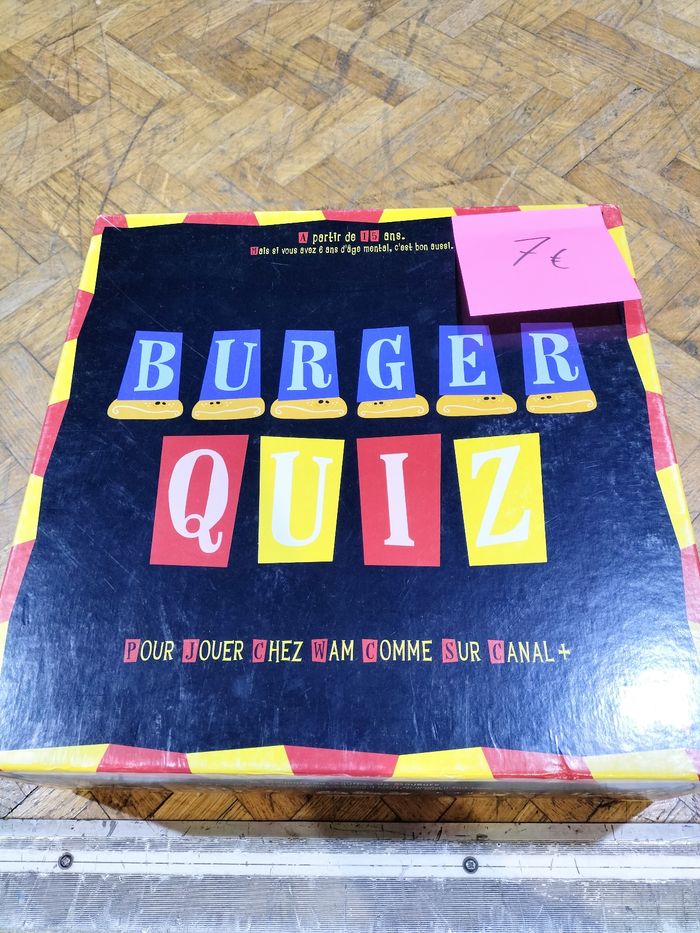 A partir de 15 ans.
Mais si vous avez 6 ans d'âge mental, c'est bon aussi.
7 €
BURGER
QUIZ
POUR JOUER CHEZ WAM COMME SUR CANAL+